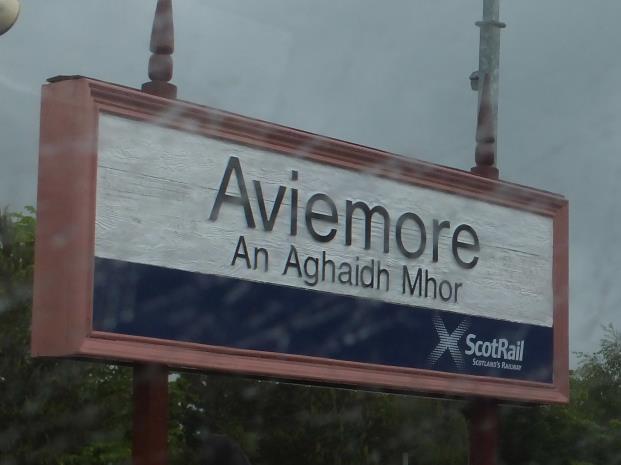 Aviemore
An Aghaidh Mhor
ScotRail
Scotland's Railway